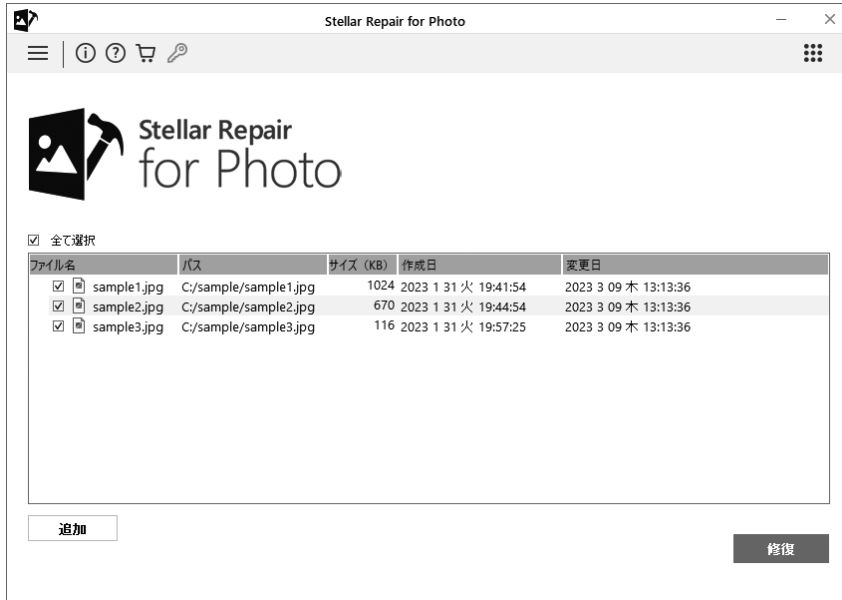 Stellar Repair for Photo
Stellar Repair
for Photo
全て選択
ファイル名 パス サイズ (KB) 作成日 変更日
sample1.jpg C:/sample/sample1.jpg 1024 2023 1 31 火 19:41:54 2023 3 09 木 13:13:36
sample2.jpg C:/sample/sample2.jpg 670 2023 1 31 火 19:44:54 2023 3 09 木 13:13:36
sample3.jpg C:/sample/sample3.jpg 116 2023 1 31 火 19:57:25 2023 3 09 木 13:13:36
追加
修復